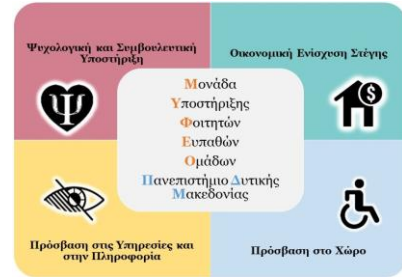 Ψυχολογική και Συμβουλευτική
Υποστήριξη
Οικονομική Ενίσχυση Στέγης
Μονάδα
Υποστήριξης
Φοιτητών
Ευπαθών
Ομάδων
Πανεπιστήμιο Δυτικής
Μακεδονίας
Πρόσβαση στις Υπηρεσίες και
στην Πληροφορία
Πρόσβαση στο Χώρο